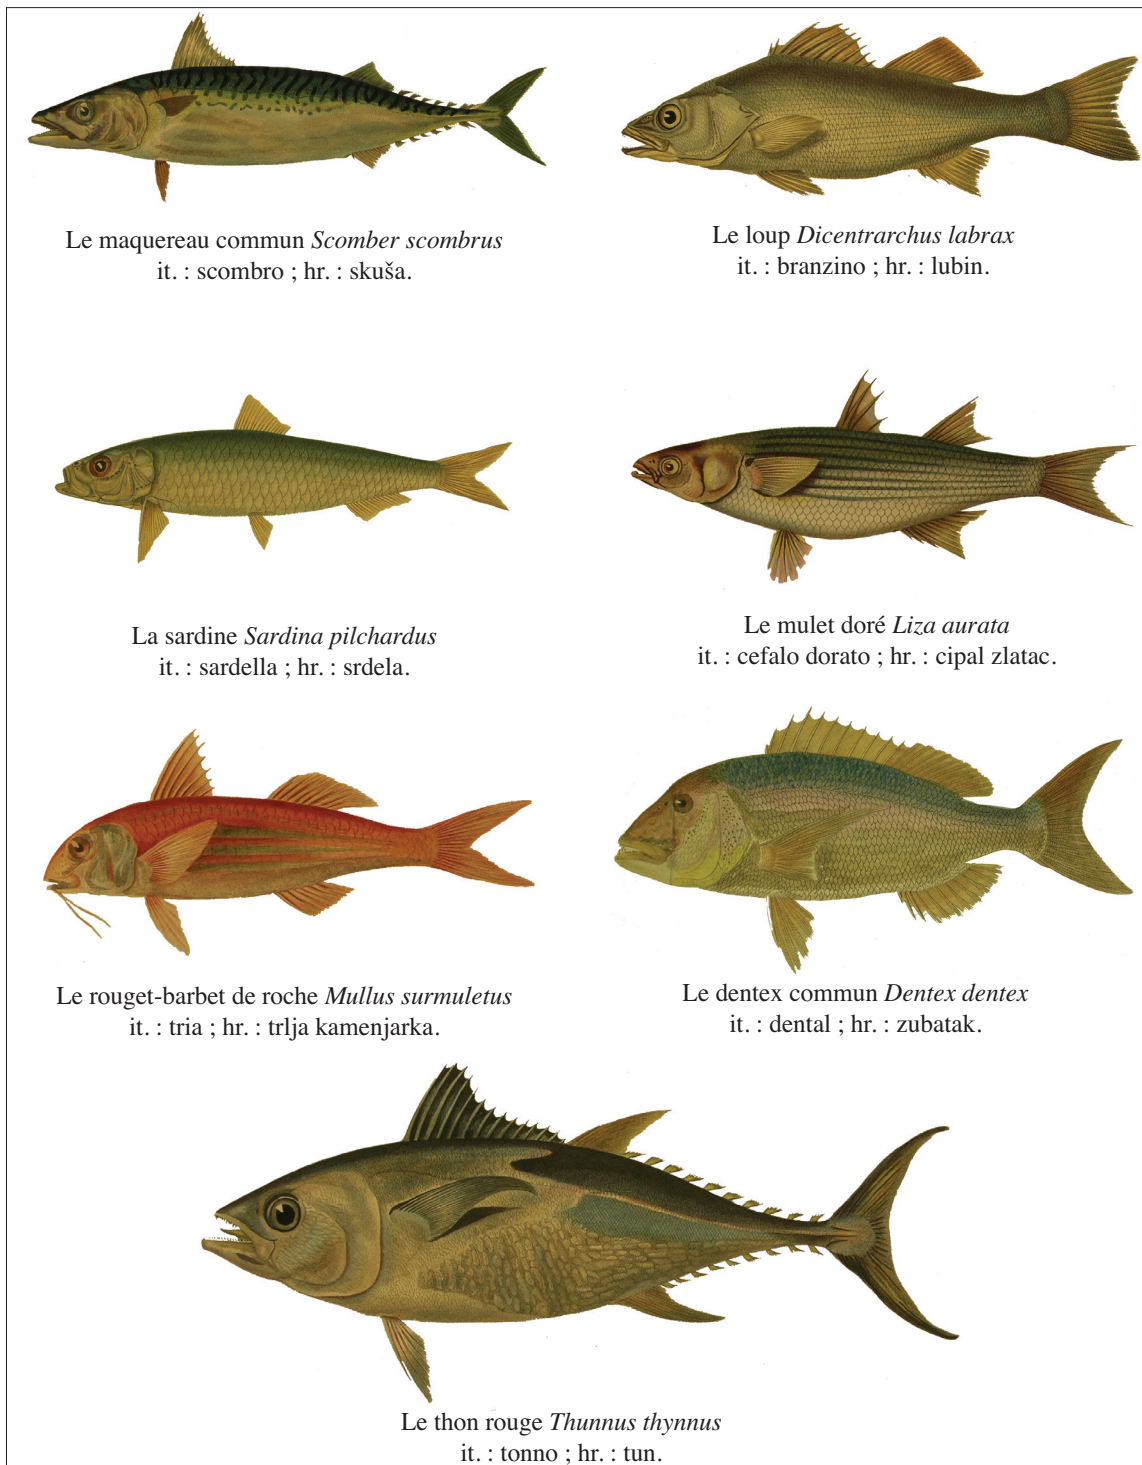 Le maquereau commun Scomber scombrus
it. : scombro ; hr. : skuša.
Le loup Dicentrarchus labrax
it. : branzino ; hr. : lubin.
La sardine Sardina pilchardus
it. : sardella ; hr. : srdela.
Le mulet doré Liza aurata
it. : cefalo dorato ; hr. : cipal zlatac.
Le rouget-barbet de roche Mullus surmuletus
it. : tria ; hr. : trlja kamenjarka.
Le dentex commun Dentex dentex
it. : dental ; hr. : zubatak.
Le thon rouge Thunnus thynnus
it. : tonno ; hr. : tun.